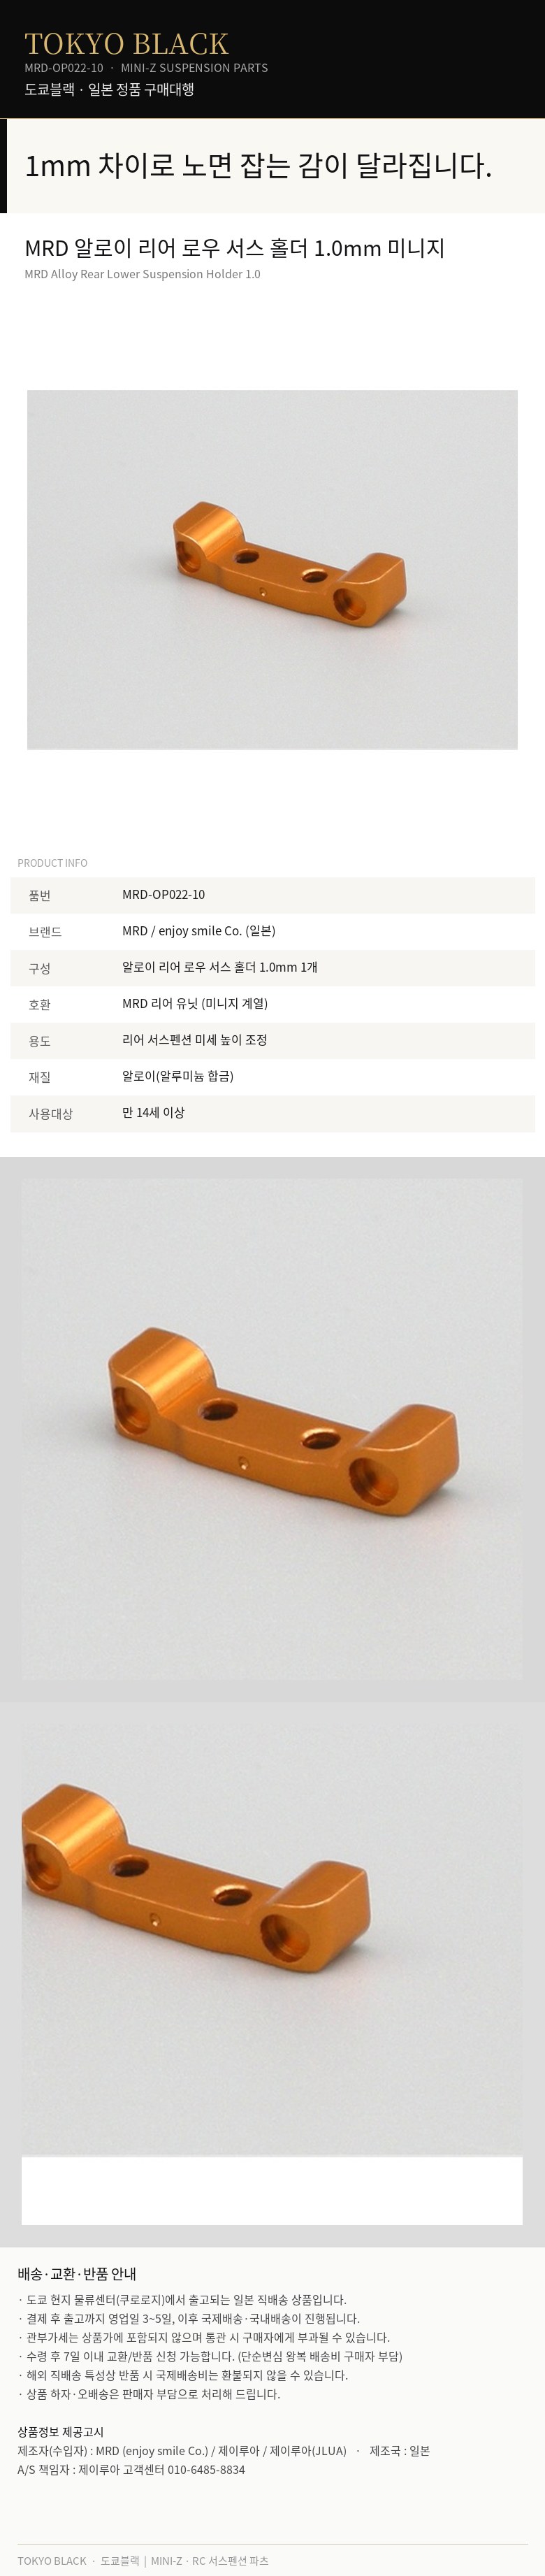 TOKYO BLACK
MRD-OP022-10 · MINI-Z SUSPENSION PARTS
도쿄블랙 · 일본 정품 구매대행
1mm 차이로 노면 잡는 감이 달라집니다.
MRD 알로이 리어 로우 서스 홀더 1.0mm 미니지
MRD Alloy Rear Lower Suspension Holder 1.0
PRODUCT INFO
품번 MRD-OP022-10
브랜드 MRD / enjoy smile Co. (일본)
구성 알로이 리어 로우 서스 홀더 1.0mm 1개
호환 MRD 리어 유닛 (미니지 계열)
용도 리어 서스펜션 미세 높이 조정
재질 알로이(알루미늄 합금)
사용대상 만 14세 이상
배송·교환·반품 안내
· 도쿄 현지 물류센터(쿠로로지)에서 출고되는 일본 직배송 상품입니다.
· 결제 후 출고까지 영업일 3~5일, 이후 국제배송·국내배송이 진행됩니다.
· 관부가세는 상품가에 포함되지 않으며 통관 시 구매자에게 부과될 수 있습니다.
· 수령 후 7일 이내 교환/반품 신청 가능합니다. (단순변심 왕복 배송비 구매자 부담)
· 해외 직배송 특성상 반품 시 국제배송비는 환불되지 않을 수 있습니다.
· 상품 하자·오배송은 판매자 부담으로 처리해 드립니다.
상품정보 제공고시
제조자(수입자) : MRD (enjoy smile Co.) / 제이루아 / 제이루아(JLUA) · 제조국 : 일본
A/S 책임자 : 제이루아 고객센터 010-6485-8834
TOKYO BLACK · 도쿄블랙 | MINI-Z · RC 서스펜션 파츠